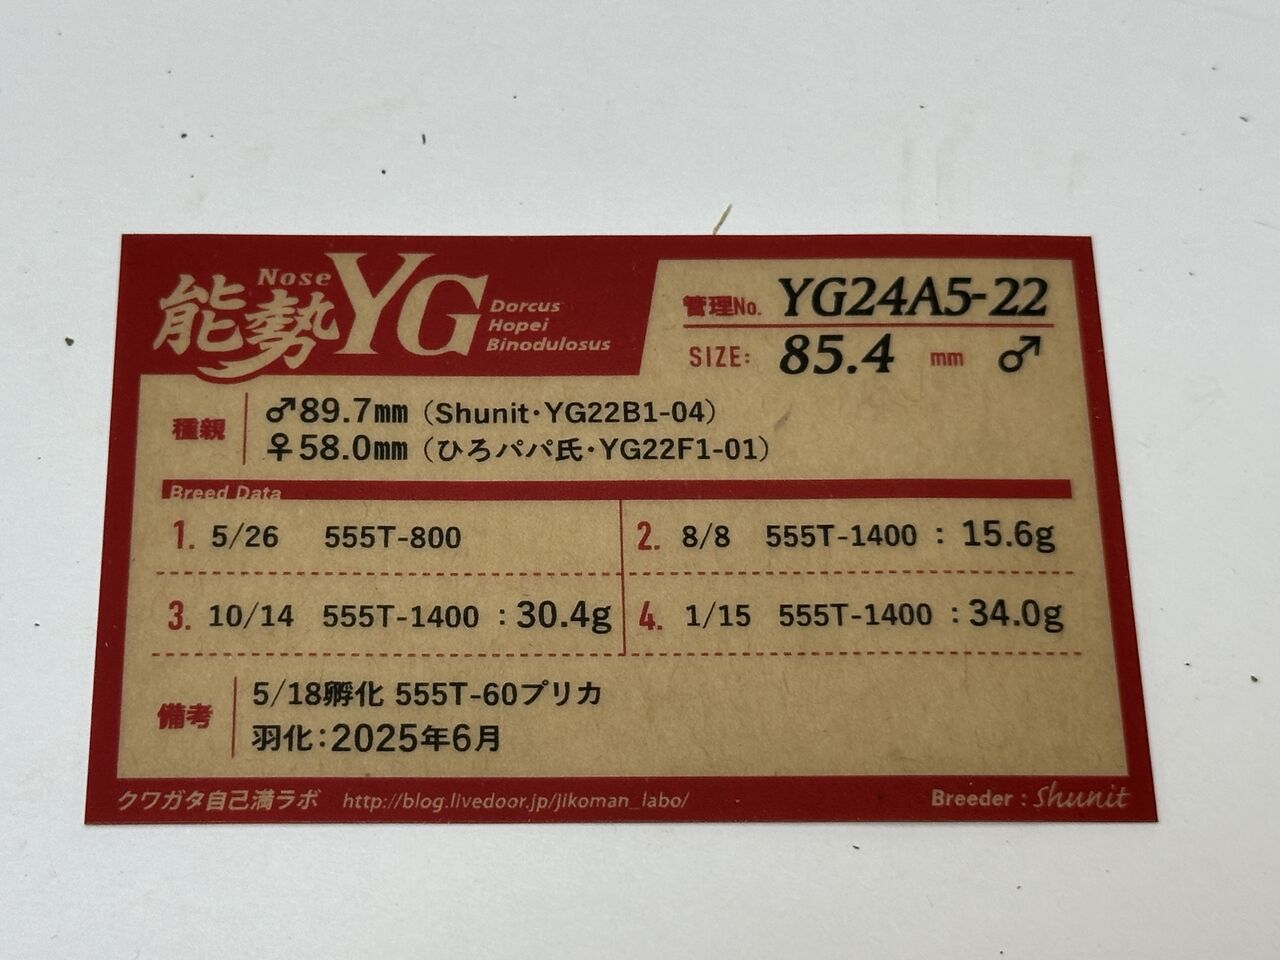 能勢 Nose YG
Dorcus
Hopei
Binodulosus
管理No. YG24A5-22
SIZE: 85.4 mm ♂
種親
♂89.7mm（Shunit・YG22B1-04）
♀58.0mm（ひろパパ氏・YG22F1-01）
Breed Data
1. 5/26 555T-800
2. 8/8 555T-1400 : 15.6g
3. 10/14 555T-1400 : 30.4g
4. 1/15 555T-1400 : 34.0g
備考
5/18孵化 555T-60プリカ
羽化：2025年6月
クワガタ自己満ラボ http://blog.livedoor.jp/jikoman_labo/
Breeder : Shunit